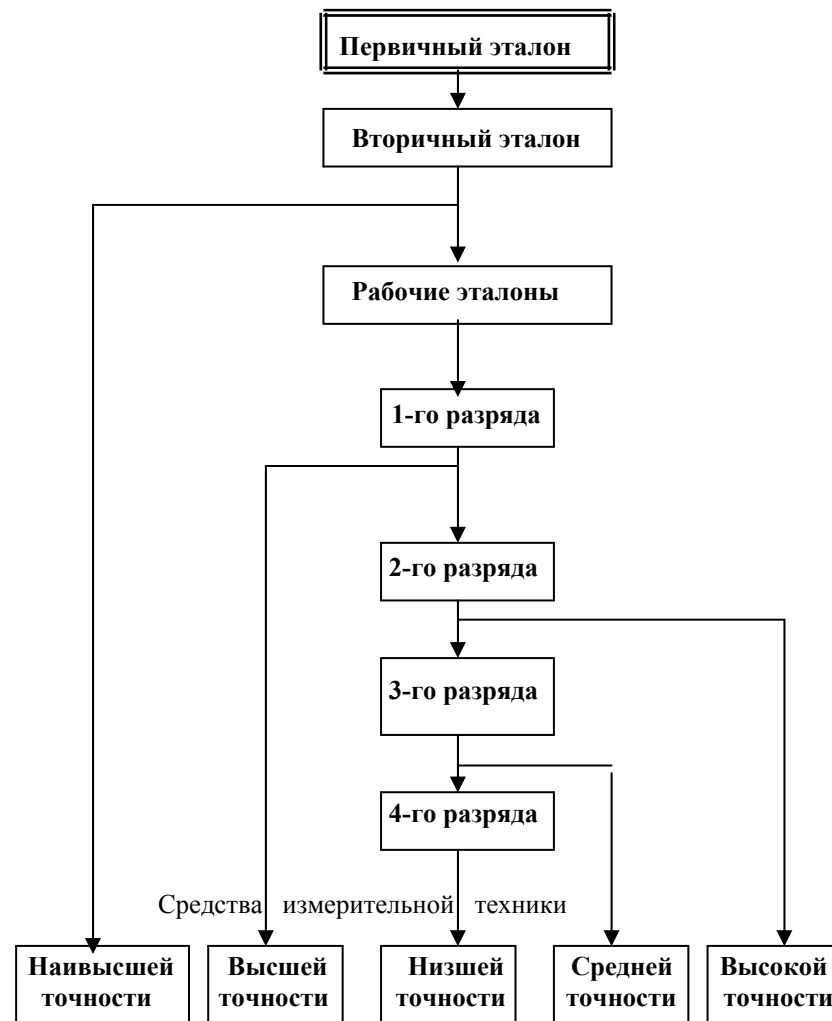 Первичный эталон
Вторичный эталон
Рабочие эталоны
1-го разряда
2-го разряда
3-го разряда
4-го разряда
Средства измерительной техники
Наивысшей
точности
Высшей
точности
Низшей
точности
Средней
точности
Высокой
точности